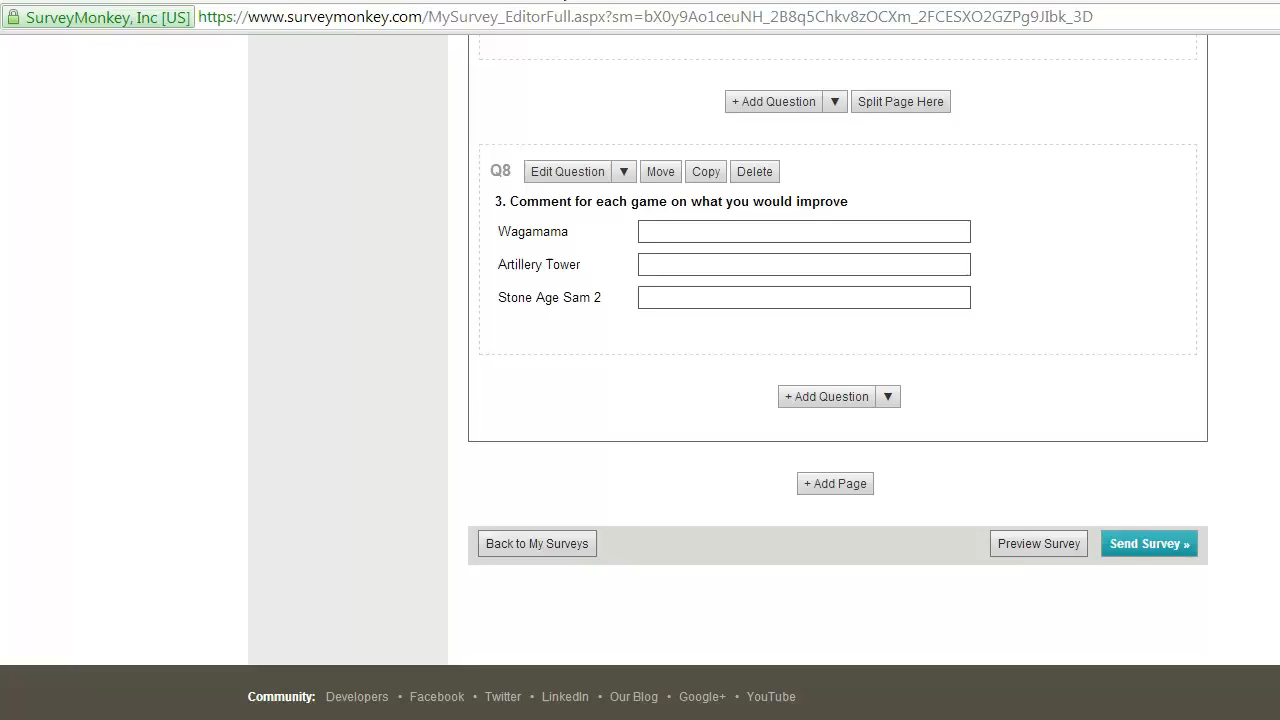 SurveyMonkey, Inc [US] https://www.surveymonkey.com/MySurvey_EditorFull.aspx?sm=bX0y9Ao1ceuNH_2B8q5Chkv8zOCXm_2FCESXO2GZPg9JIbk_3D
+ Add Question ▼ Split Page Here
Q8 Edit Question ▼ Move Copy Delete
3. Comment for each game on what you would improve
Wagamama
Artillery Tower
Stone Age Sam 2
+ Add Question ▼
+ Add Page
Back to My Surveys Preview Survey Send Survey »
Community: Developers • Facebook • Twitter • LinkedIn • Our Blog • Google+ • YouTube